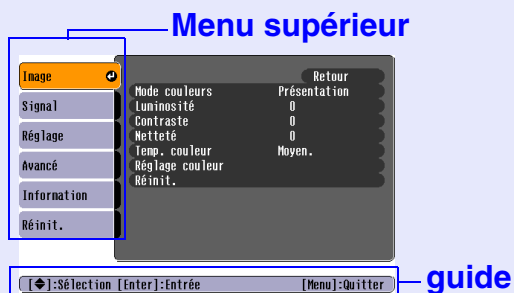 Menu supérieur
Image
Signal
Réglage
Avancé
Information
Réinit.
Retour
Mode couleurs Présentation
Luminosité 0
Contraste 0
Netteté 0
Temp. couleur Moyen.
Réglage couleur
Réinit.
[◆]:Sélection [Enter]:Entrée [Menu]:Quitter
guide